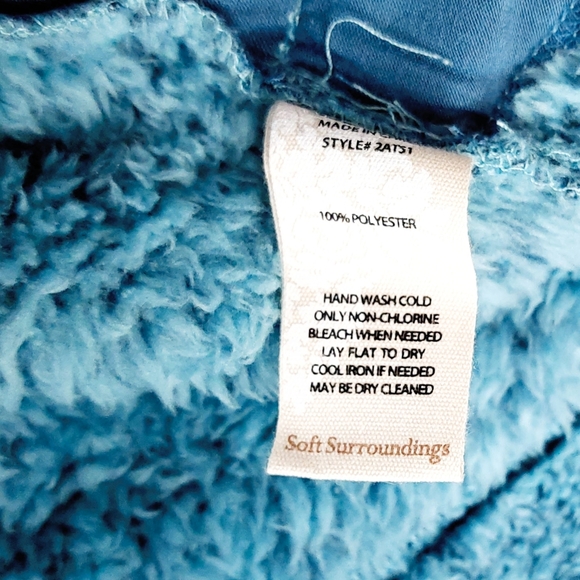 MADE IN
STYLE# 2ATS1
100% POLYESTER
HAND WASH COLD
ONLY NON-CHLORINE
BLEACH WHEN NEEDED
LAY FLAT TO DRY
COOL IRON IF NEEDED
MAY BE DRY CLEANED
Soft Surroundings